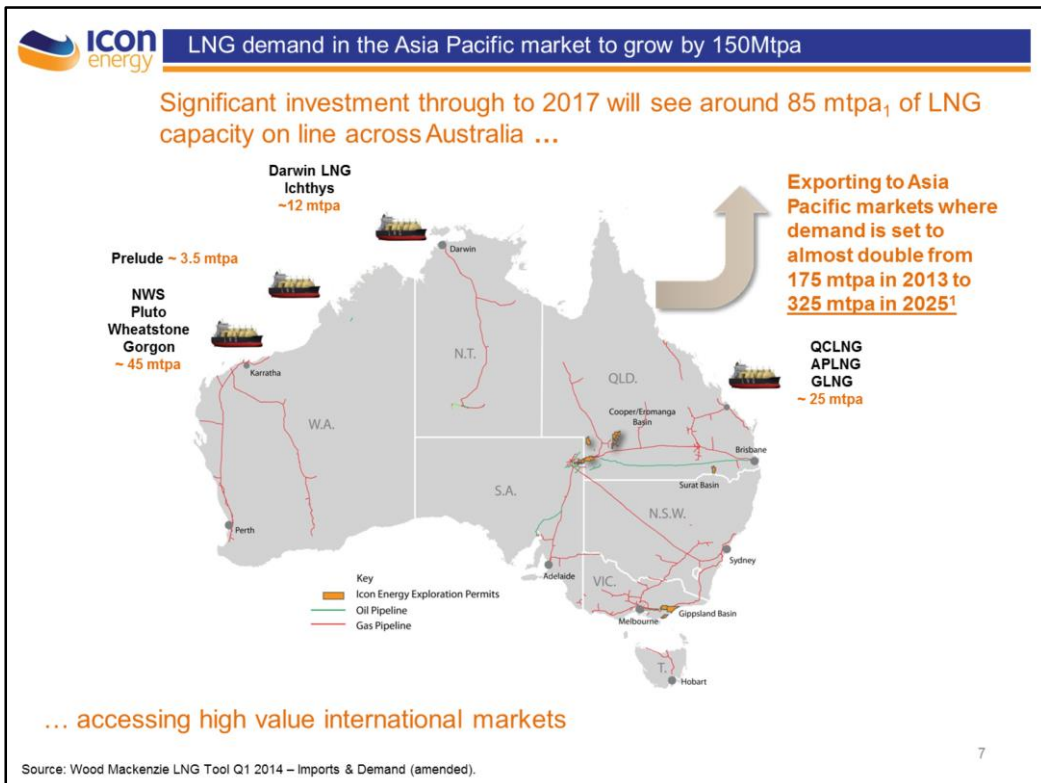 ICON
energy
LNG demand in the Asia Pacific market to grow by 150Mtpa
Significant investment through to 2017 will see around 85 mtpa₁ of LNG
capacity on line across Australia ...
Darwin LNG
Ichthys
~12 mtpa
Prelude ~ 3.5 mtpa
NWS
Pluto
Wheatstone
Gorgon
~ 45 mtpa
Exporting to Asia
Pacific markets where
demand is set to
almost double from
175 mtpa in 2013 to
325 mtpa in 2025¹
QCLNG
APLNG
GLNG
~ 25 mtpa
Darwin
Karratha
N.T.
QLD.
Cooper/Eromanga
Basin
W.A.
Brisbane
Surat Basin
S.A.
N.S.W.
Perth
Sydney
Adelaide
VIC.
Gippsland Basin
Melbourne
T.
Hobart
Key
Icon Energy Exploration Permits
Oil Pipeline
Gas Pipeline
... accessing high value international markets
7
Source: Wood Mackenzie LNG Tool Q1 2014 – Imports & Demand (amended).